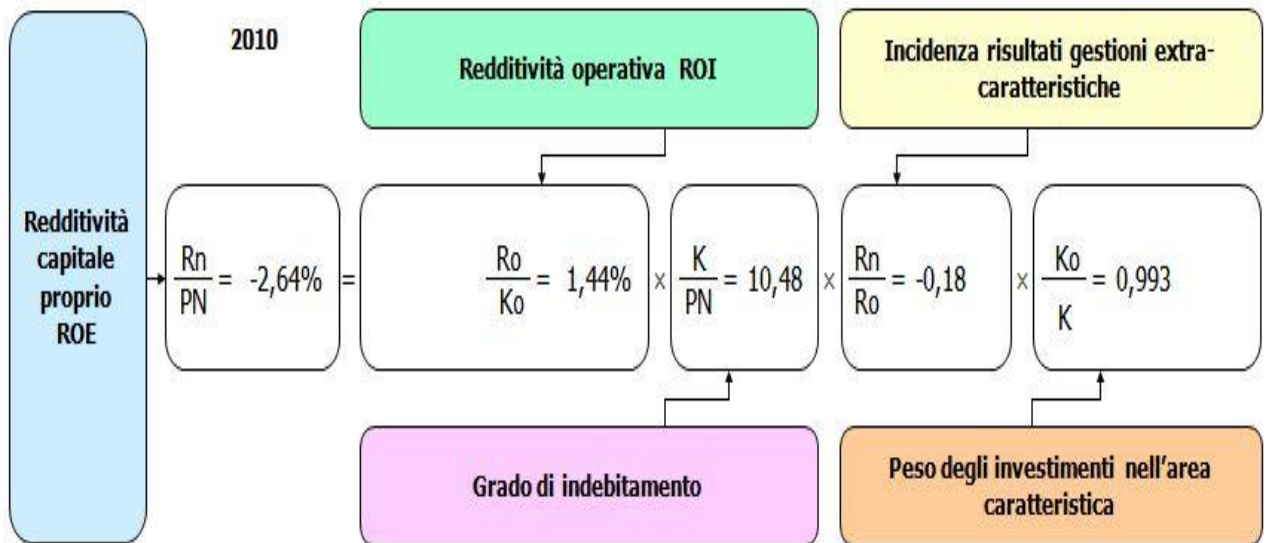 2010
Redditività operativa ROI
Incidenza risultati gestioni extra-
caratteristiche
Redditività
capitale
proprio
ROE
Rn
PN
= -2,64%
=
Ro
Ko
= 1,44%
×
K
PN
= 10,48
×
Rn
Ro
= -0,18
×
Ko
K
= 0,993
Grado di indebitamento
Peso degli investimenti nell'area
caratteristica